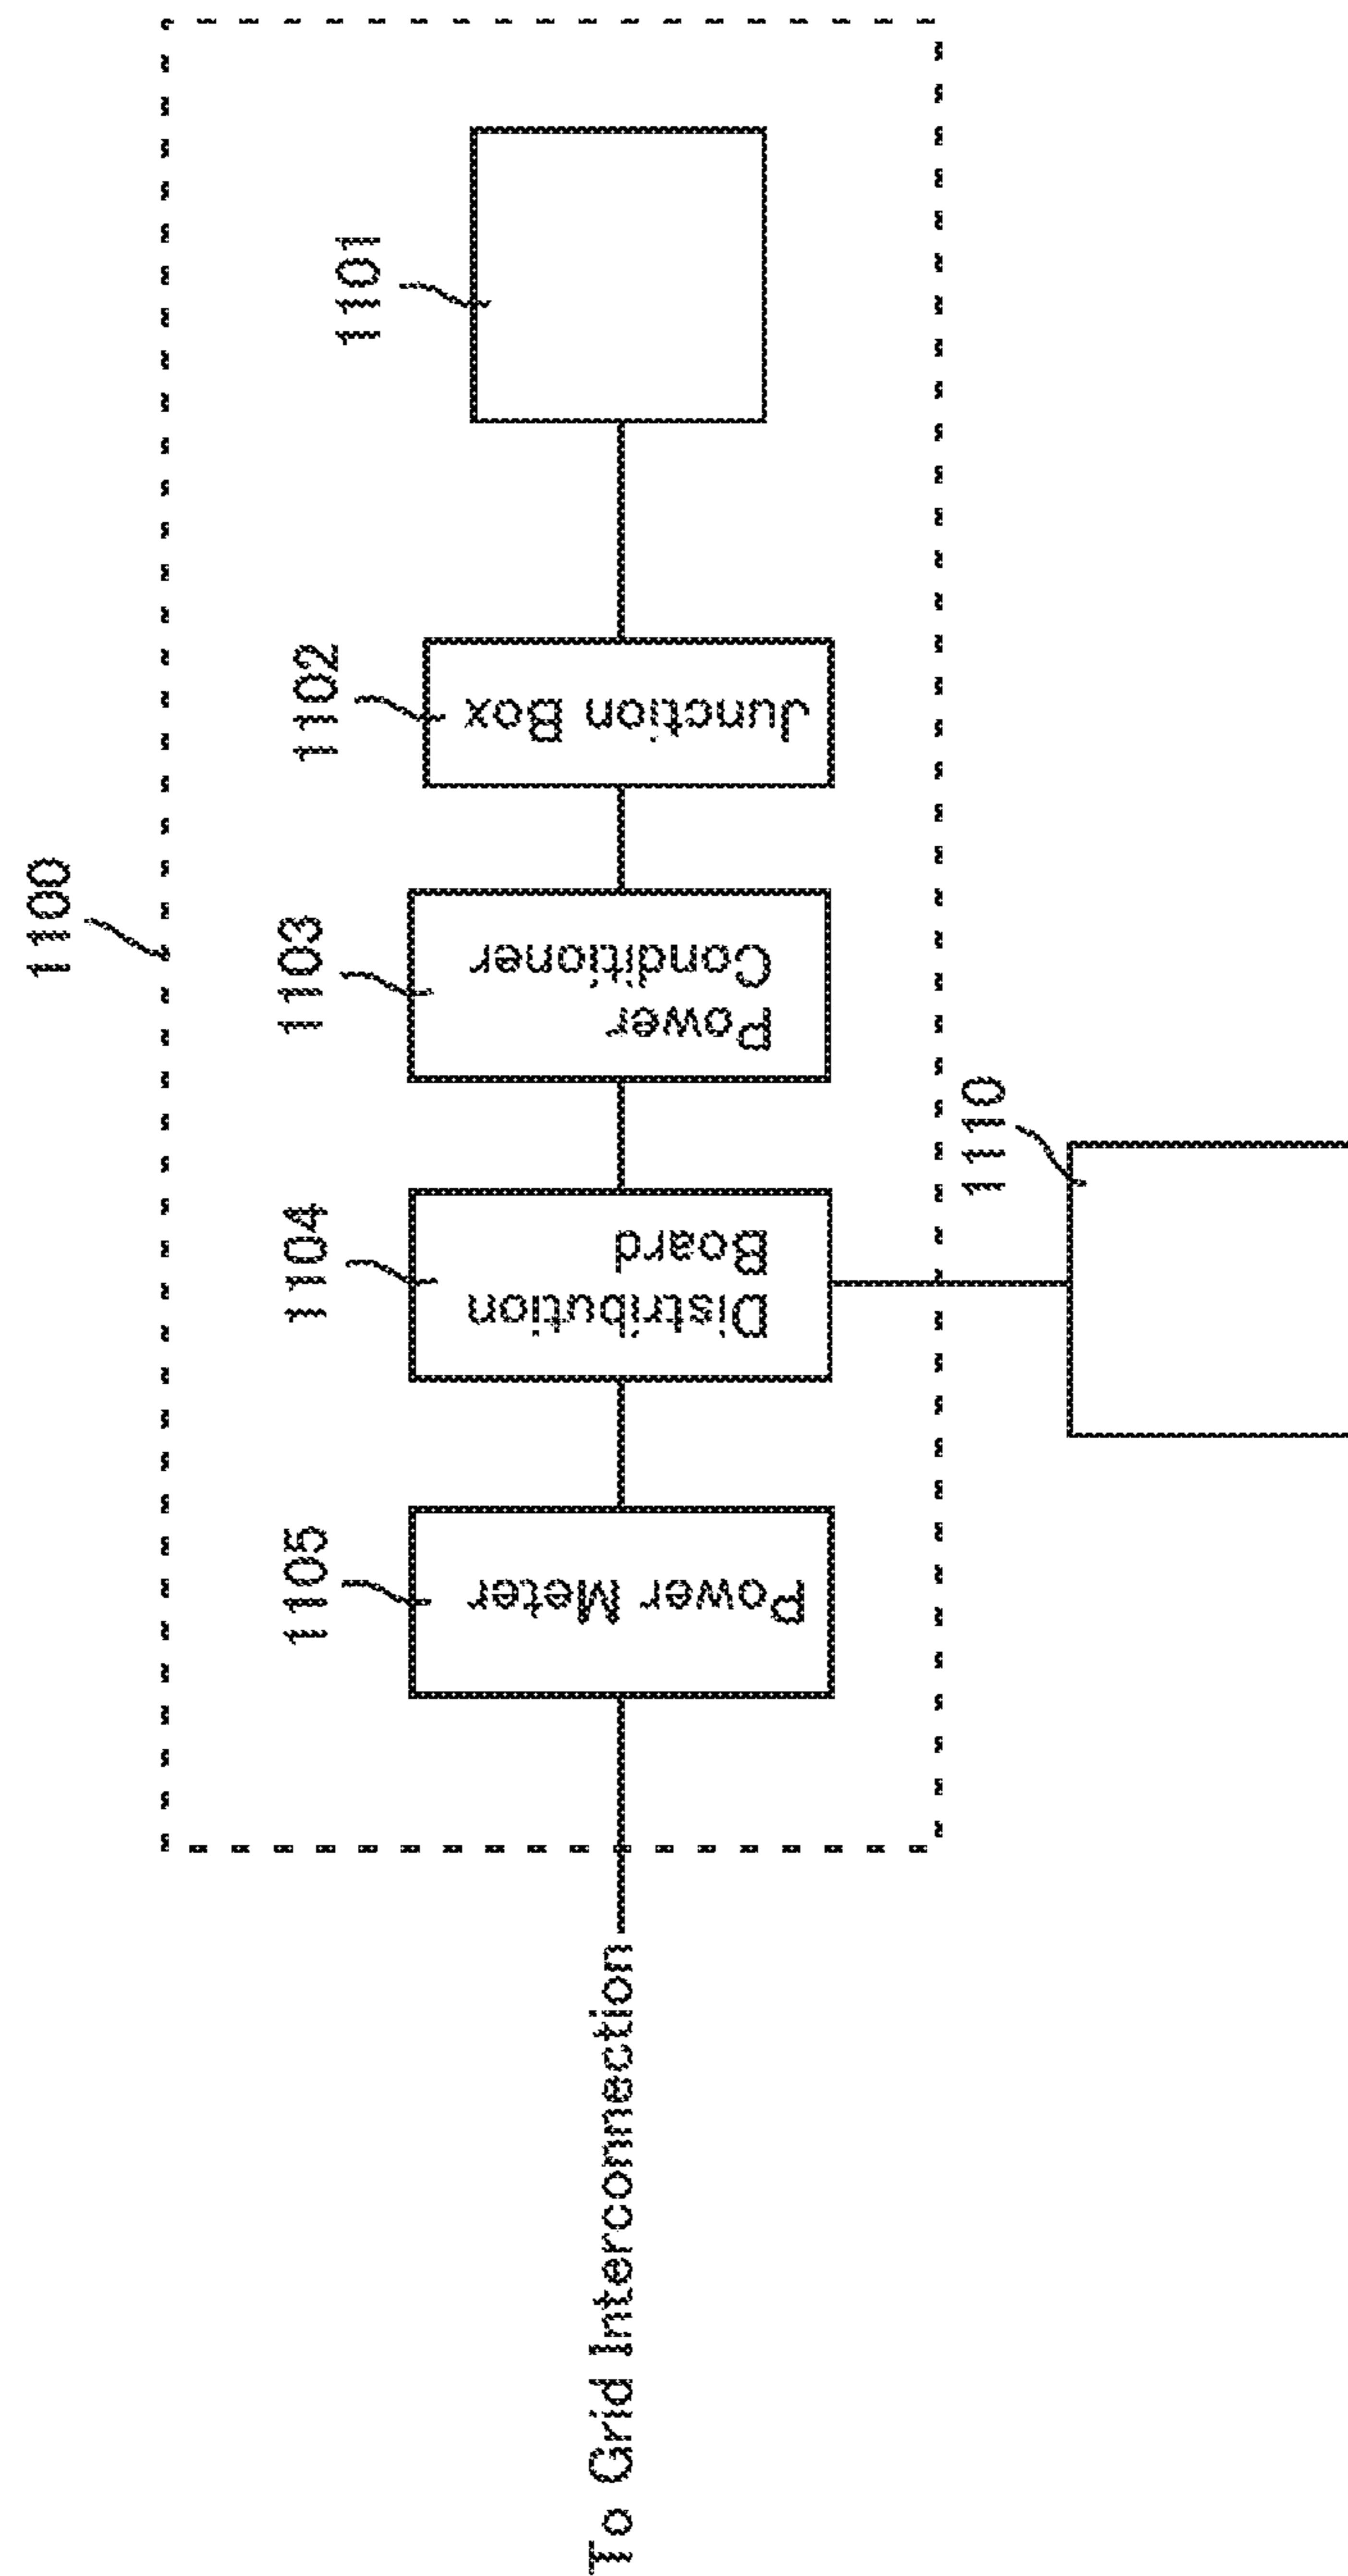 1100
1101
1102
Junction Box
1103
Power
Conditioner
1104
Distribution
Board
1105
Power Meter
1110
To Grid Interconnection